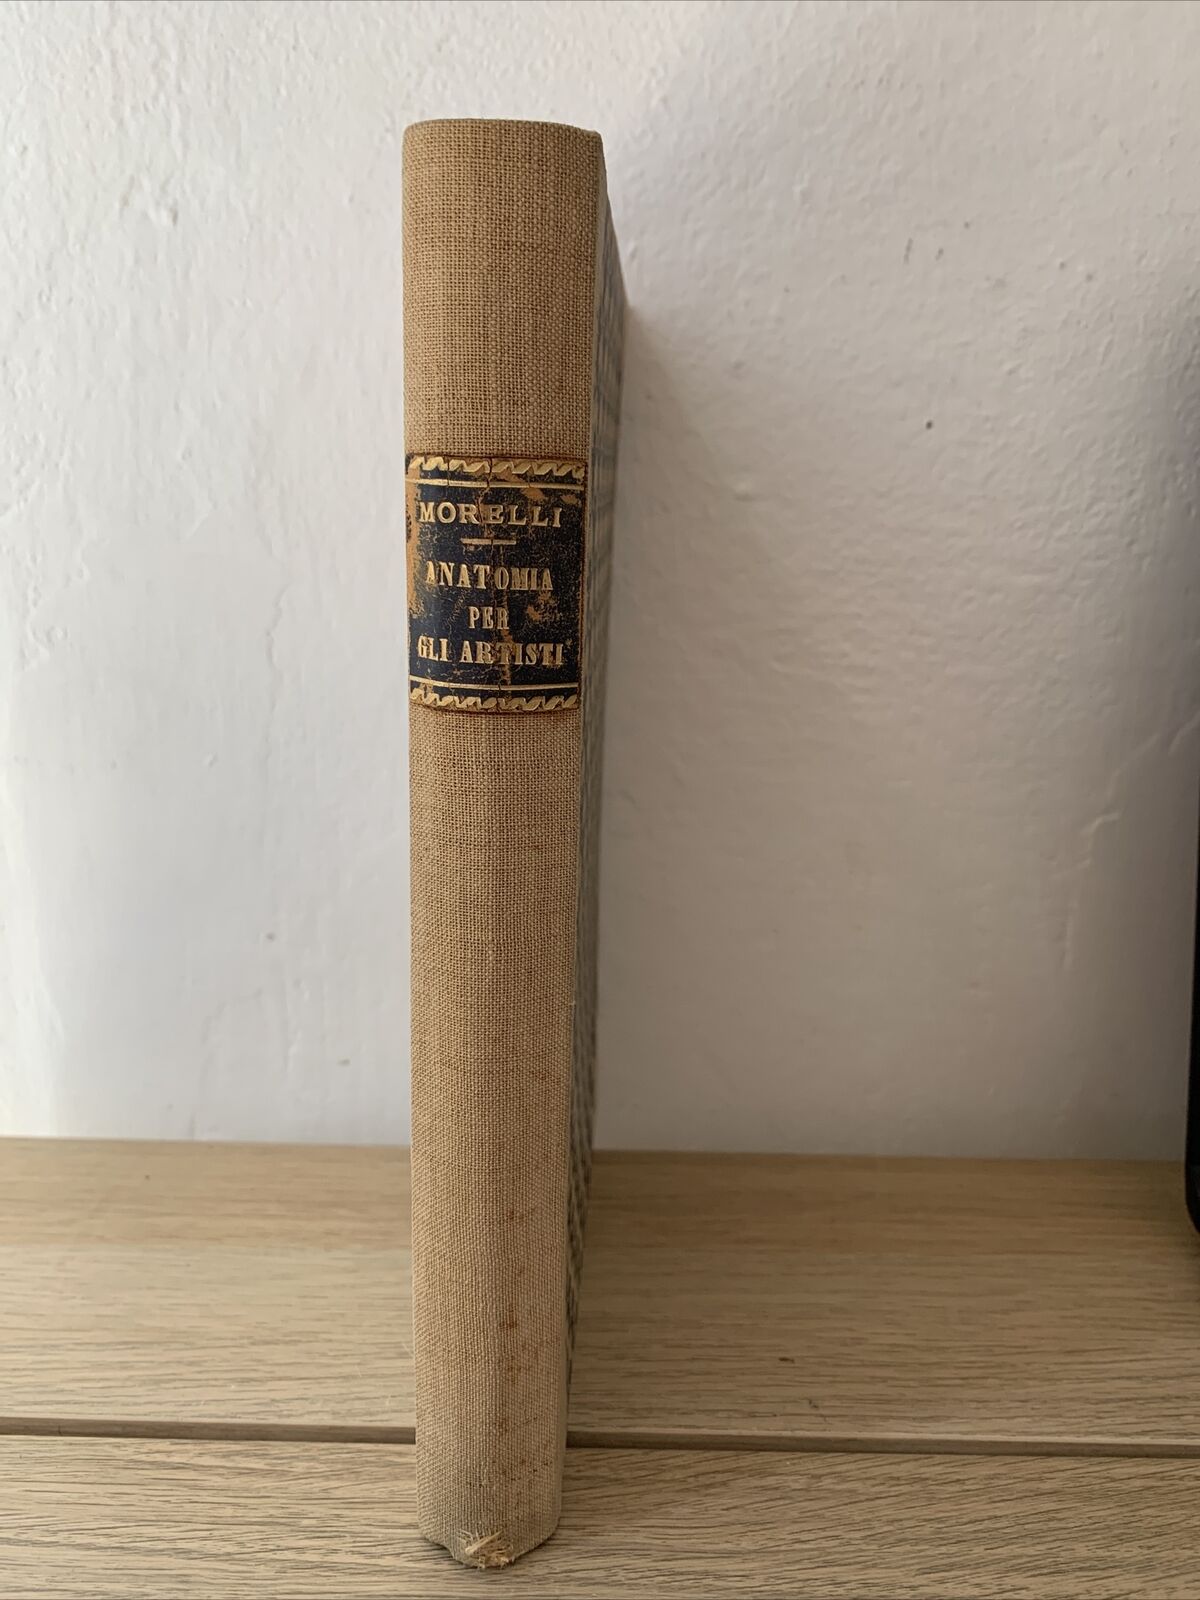 MORELLI
ANATOMIA
PER
GLI ARTISTI